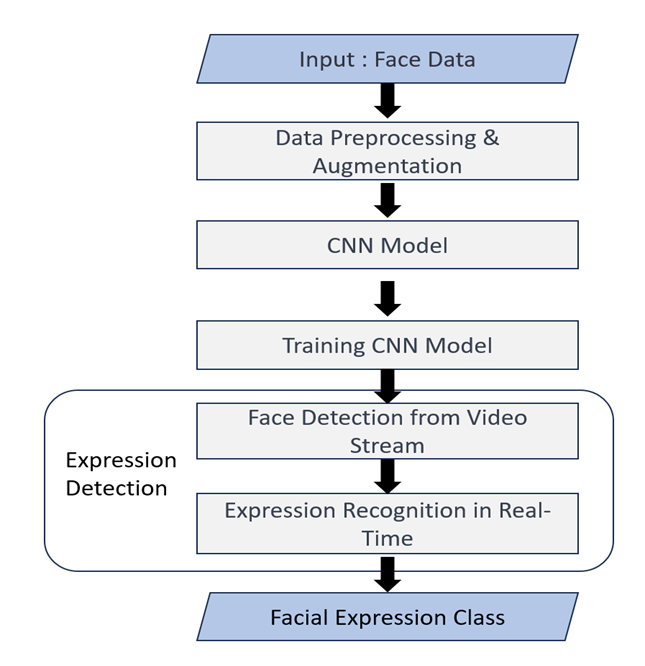 Input : Face Data
Data Preprocessing &
Augmentation
CNN Model
Training CNN Model
Expression
Detection
Face Detection from Video
Stream
Expression Recognition in Real-
Time
Facial Expression Class